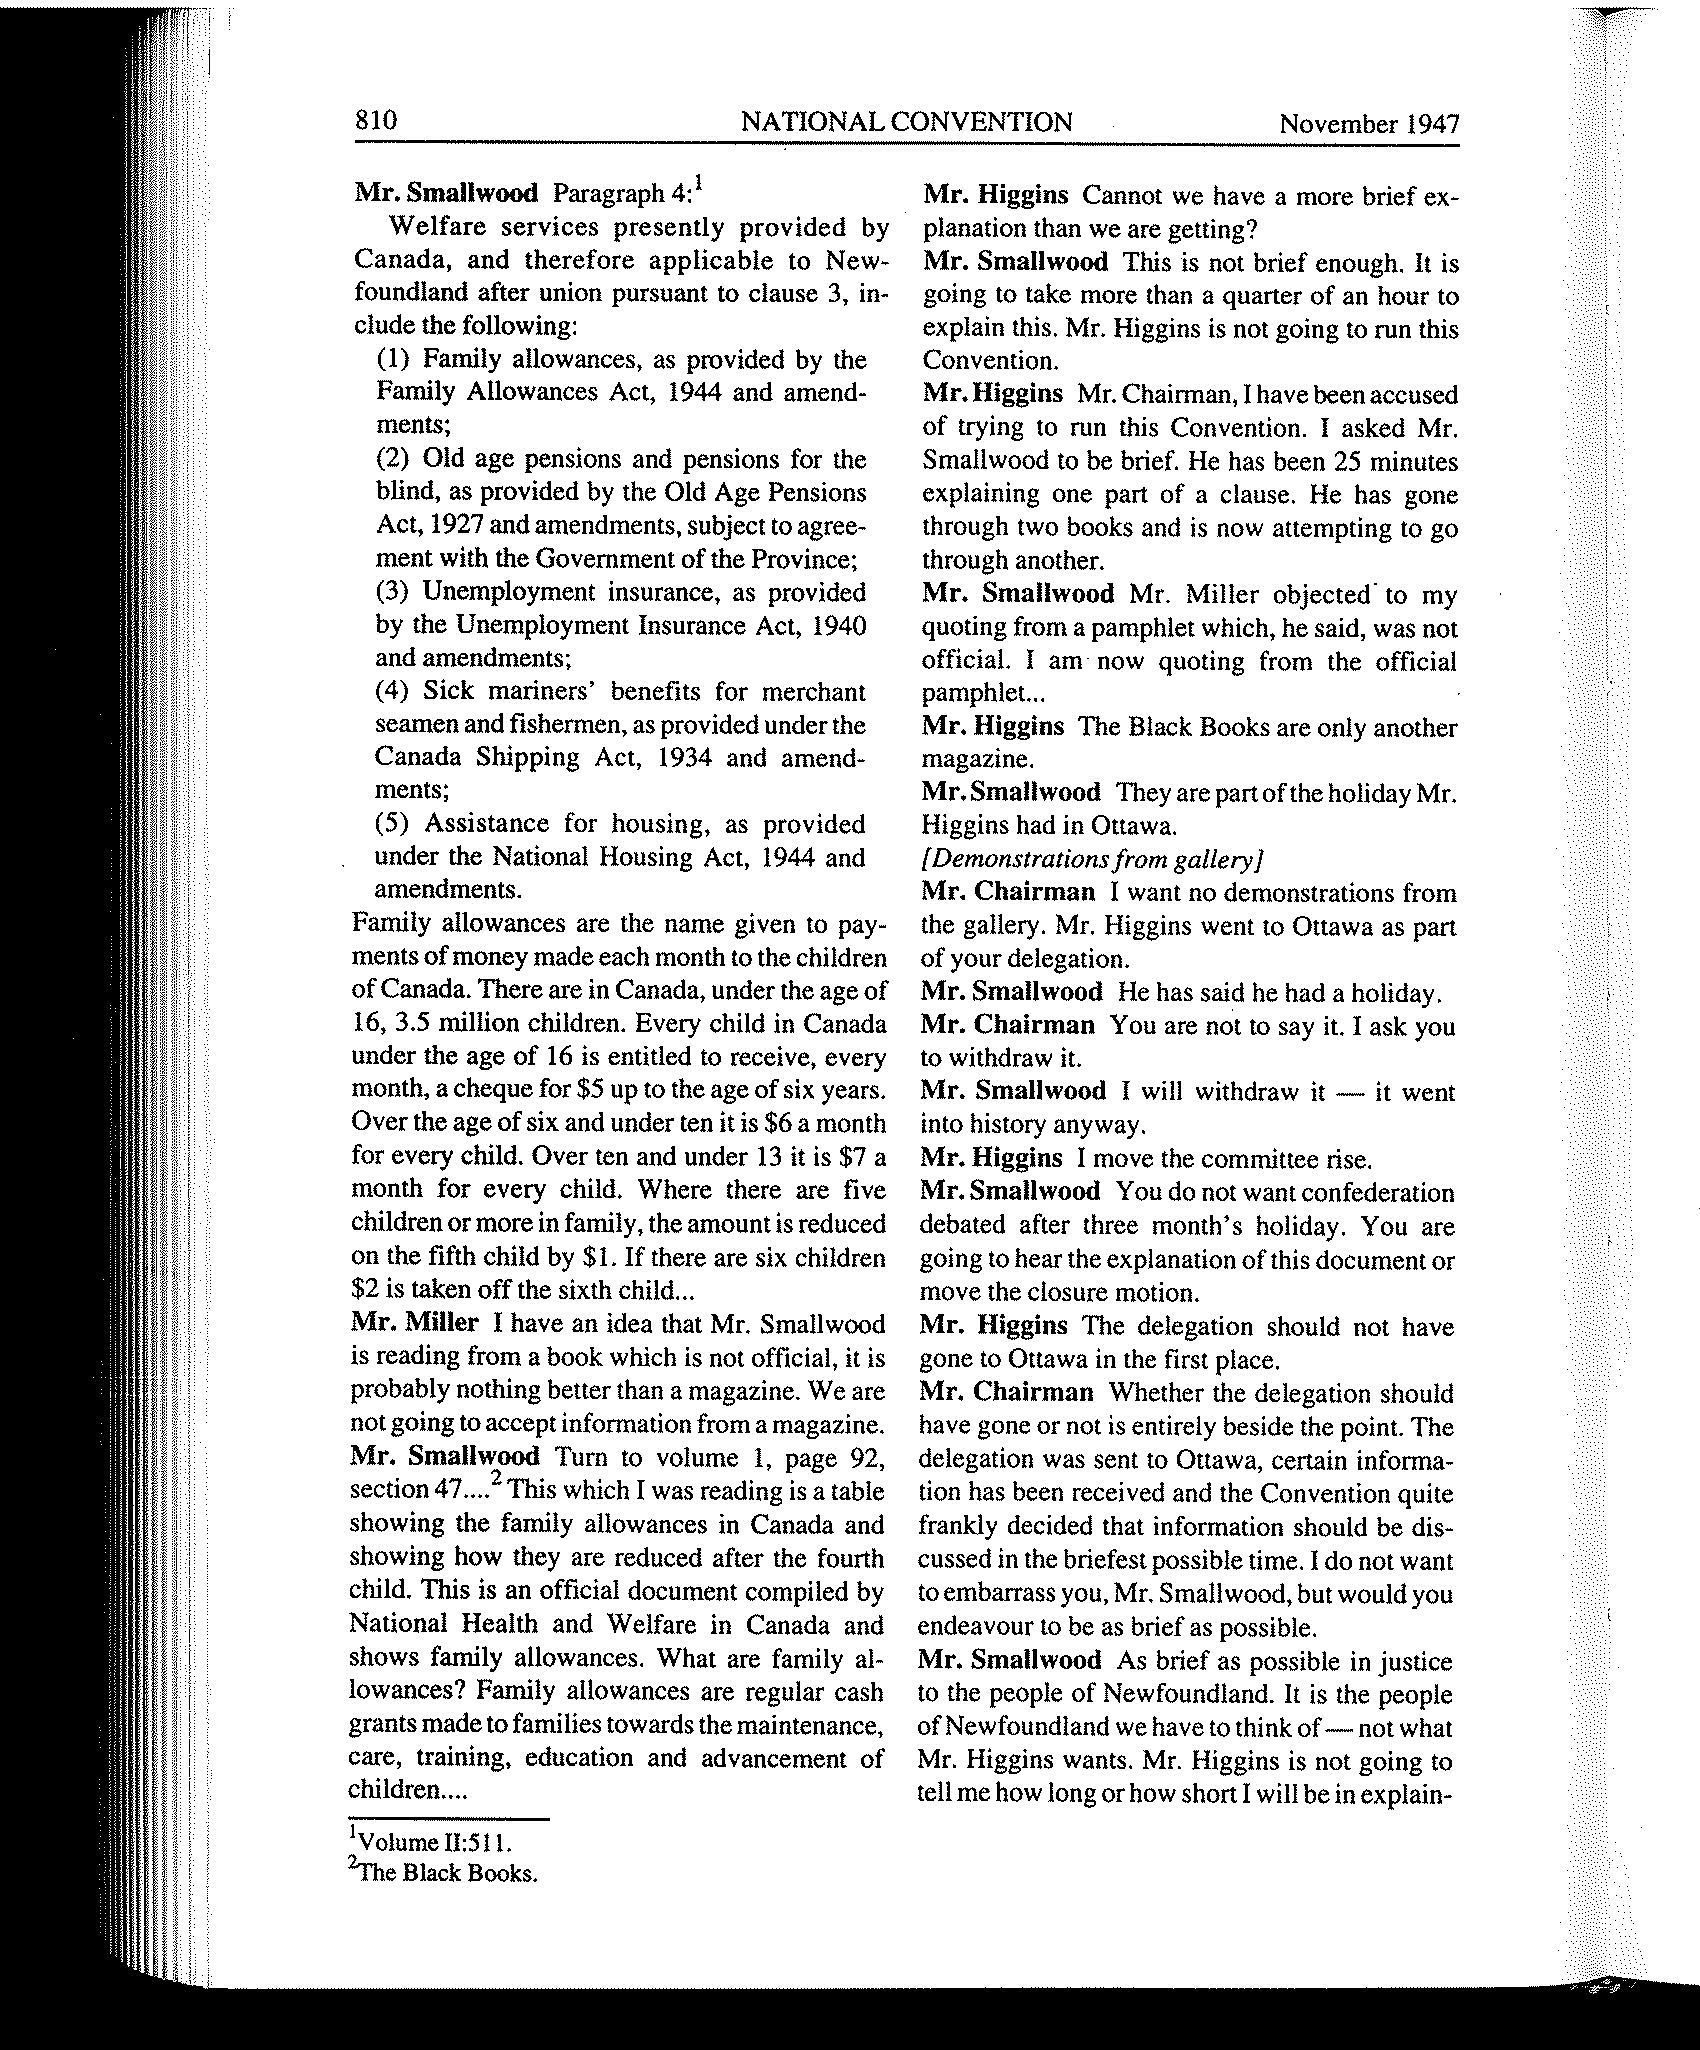 810 NATIONAL CONVENTION November 1947
Mr. Smallwood Paragraph 4:1
Welfare services presently provided by
Canada, and therefore applicable to New-
foundland after union pursuant to clause 3, in-
clude the following:
(1) Family allowances, as provided by the
Family Allowances Act, 1944 and amend-
ments;
(2) Old age pensions and pensions for the
blind, as provided by the Old Age Pensions
Act, 1927 and amendments, subject to agree-
ment with the Government of the Province;
(3) Unemployment insurance, as provided
by the Unemployment Insurance Act, 1940
and amendments;
(4) Sick mariners' benefits for merchant
seamen and fishermen, as provided under the
Canada Shipping Act, 1934 and amend-
ments;
(5) Assistance for housing, as provided
under the National Housing Act, 1944 and
amendments.
Family allowances are the name given to pay-
ments of money made each month to the children
of Canada. There are in Canada, under the age of
16, 3.5 million children. Every child in Canada
under the age of 16 is entitled to receive, every
month, a cheque for $5 up to the age of six years.
Over the age of six and under ten it is $6 a month
for every child. Over ten and under 13 it is $7 a
month for every child. Where there are five
children or more in family, the amount is reduced
on the fifth child by $1. If there are six children
$2 is taken off the sixth child...
Mr. Miller I have an idea that Mr. Smallwood
is reading from a book which is not official, it is
probably nothing better than a magazine. We are
not going to accept information from a magazine.
Mr. Smallwood Turn to volume 1, page 92,
section 47....2 This which I was reading is a table
showing the family allowances in Canada and
showing how they are reduced after the fourth
child. This is an official document compiled by
National Health and Welfare in Canada and
shows family allowances. What are family al-
lowances? Family allowances are regular cash
grants made to families towards the maintenance,
care, training, education and advancement of
children....
1Volume II:511.
2The Black Books.
Mr. Higgins Cannot we have a more brief ex-
planation than we are getting?
Mr. Smallwood This is not brief enough. It is
going to take more than a quarter of an hour to
explain this. Mr. Higgins is not going to run this
Convention.
Mr. Higgins Mr. Chairman, I have been accused
of trying to run this Convention. I asked Mr.
Smallwood to be brief. He has been 25 minutes
explaining one part of a clause. He has gone
through two books and is now attempting to go
through another.
Mr. Smallwood Mr. Miller objected to my
quoting from a pamphlet which, he said, was not
official. I am now quoting from the official
pamphlet...
Mr. Higgins The Black Books are only another
magazine.
Mr. Smallwood They are part of the holiday Mr.
Higgins had in Ottawa.
[Demonstrations from gallery]
Mr. Chairman I want no demonstrations from
the gallery. Mr. Higgins went to Ottawa as part
of your delegation.
Mr. Smallwood He has said he had a holiday.
Mr. Chairman You are not to say it. I ask you
to withdraw it.
Mr. Smallwood I will withdraw it — it went
into history anyway.
Mr. Higgins I move the committee rise.
Mr. Smallwood You do not want confederation
debated after three month's holiday. You are
going to hear the explanation of this document or
move the closure motion.
Mr. Higgins The delegation should not have
gone to Ottawa in the first place.
Mr. Chairman Whether the delegation should
have gone or not is entirely beside the point. The
delegation was sent to Ottawa, certain informa-
tion has been received and the Convention quite
frankly decided that information should be dis-
cussed in the briefest possible time. I do not want
to embarrass you, Mr. Smallwood, but would you
endeavour to be as brief as possible.
Mr. Smallwood As brief as possible in justice
to the people of Newfoundland. It is the people
of Newfoundland we have to think of — not what
Mr. Higgins wants. Mr. Higgins is not going to
tell me how long or how short I will be in explain-